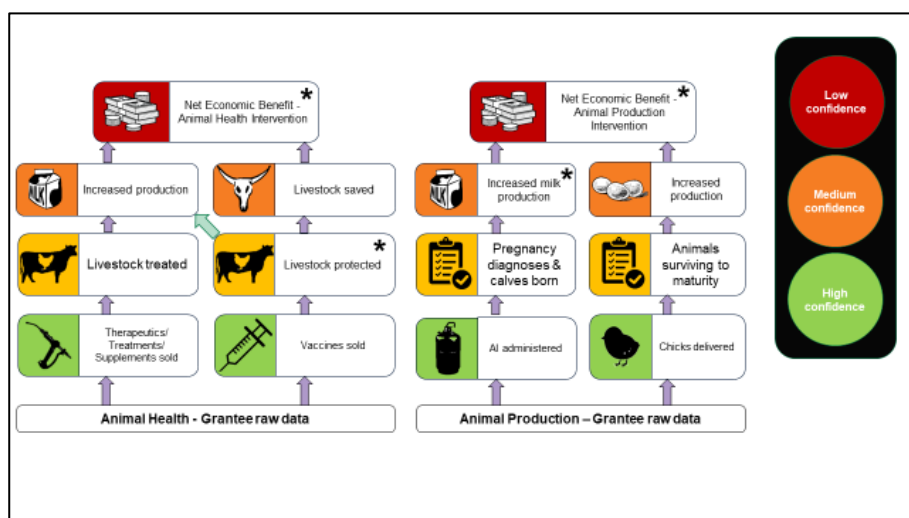 Net Economic Benefit -
Animal Health Intervention
*
Net Economic Benefit -
Animal Production
Intervention
*
Low
confidence
MILK
Increased production
Livestock saved
MILK
Increased milk
production
*
Increased
production
Medium
confidence
Livestock treated
Livestock protected
*
Pregnancy
diagnoses &
calves born
Animals
surviving to
maturity
High
confidence
Therapeutics/
Treatments/
Supplements sold
Vaccines sold
AI administered
Chicks delivered
Animal Health - Grantee raw data
Animal Production – Grantee raw data